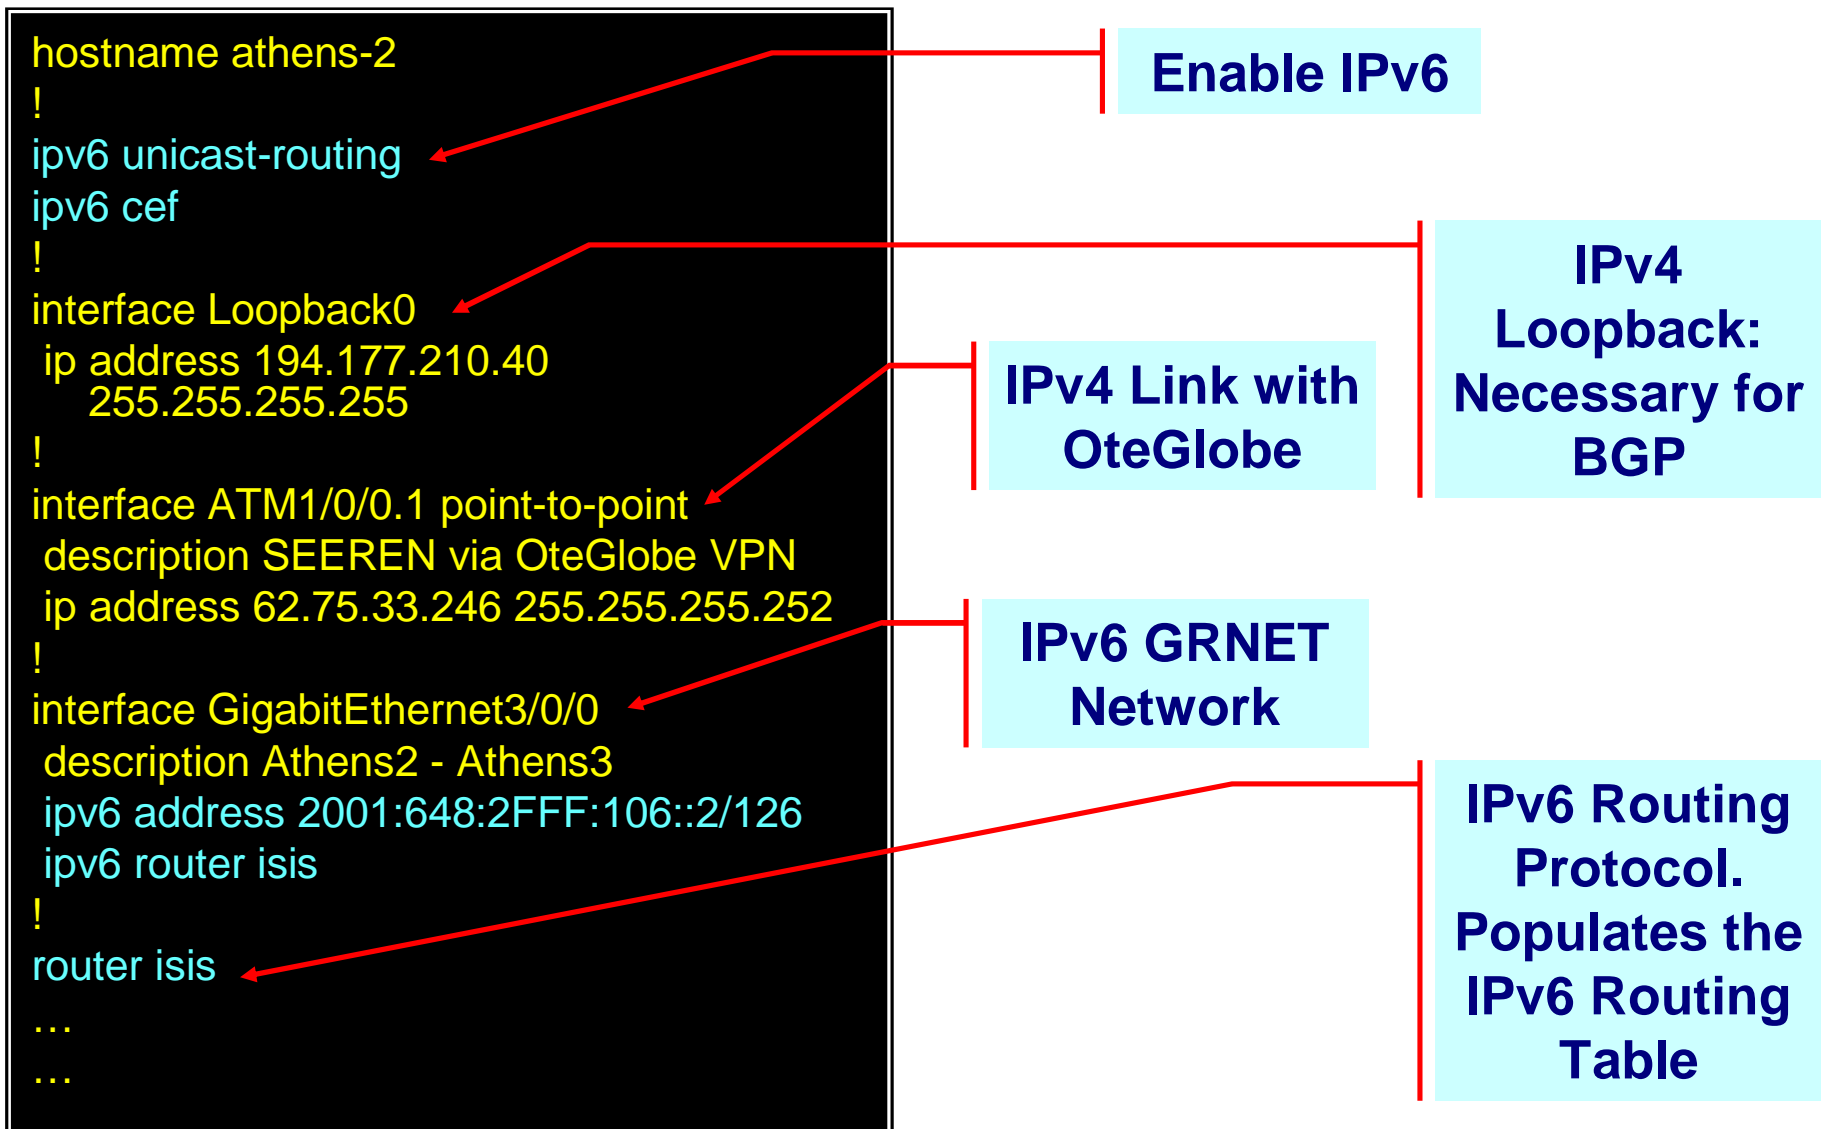 hostname athens-2
!
ipv6 unicast-routing
ipv6 cef
!
interface Loopback0
ip address 194.177.210.40
255.255.255.255
!
interface ATM1/0/0.1 point-to-point
description SEEREN via OteGlobe VPN
ip address 62.75.33.246 255.255.255.252
!
interface GigabitEthernet3/0/0
description Athens2 - Athens3
ipv6 address 2001:648:2FFF:106::2/126
ipv6 router isis
!
router isis
…
…
Enable IPv6
IPv4
Loopback:
Necessary for
BGP
IPv4 Link with
OteGlobe
IPv6 GRNET
Network
IPv6 Routing
Protocol.
Populates the
IPv6 Routing
Table